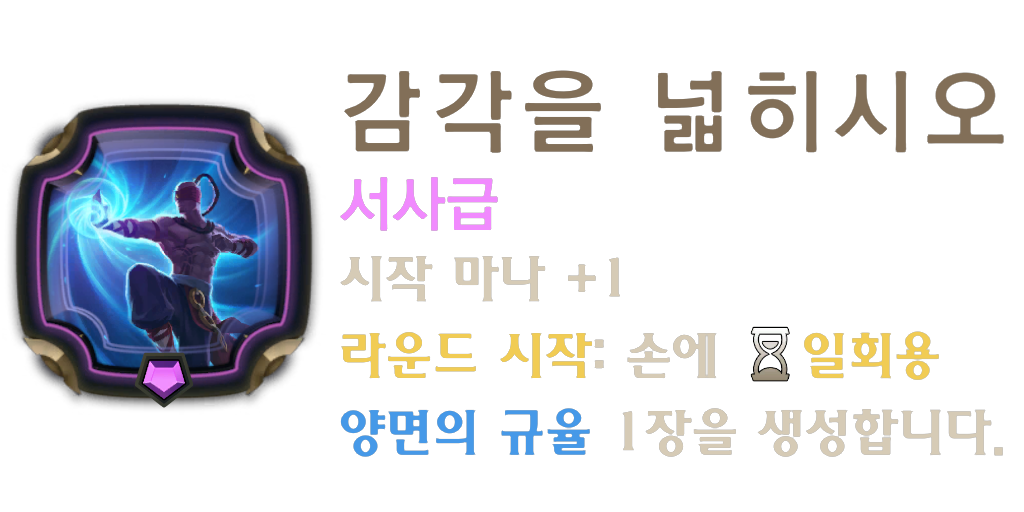 감각을 넓히시오
서사급
시작 마나 +1
라운드 시작: 손에 일회용
양면의 규율 1장을 생성합니다.